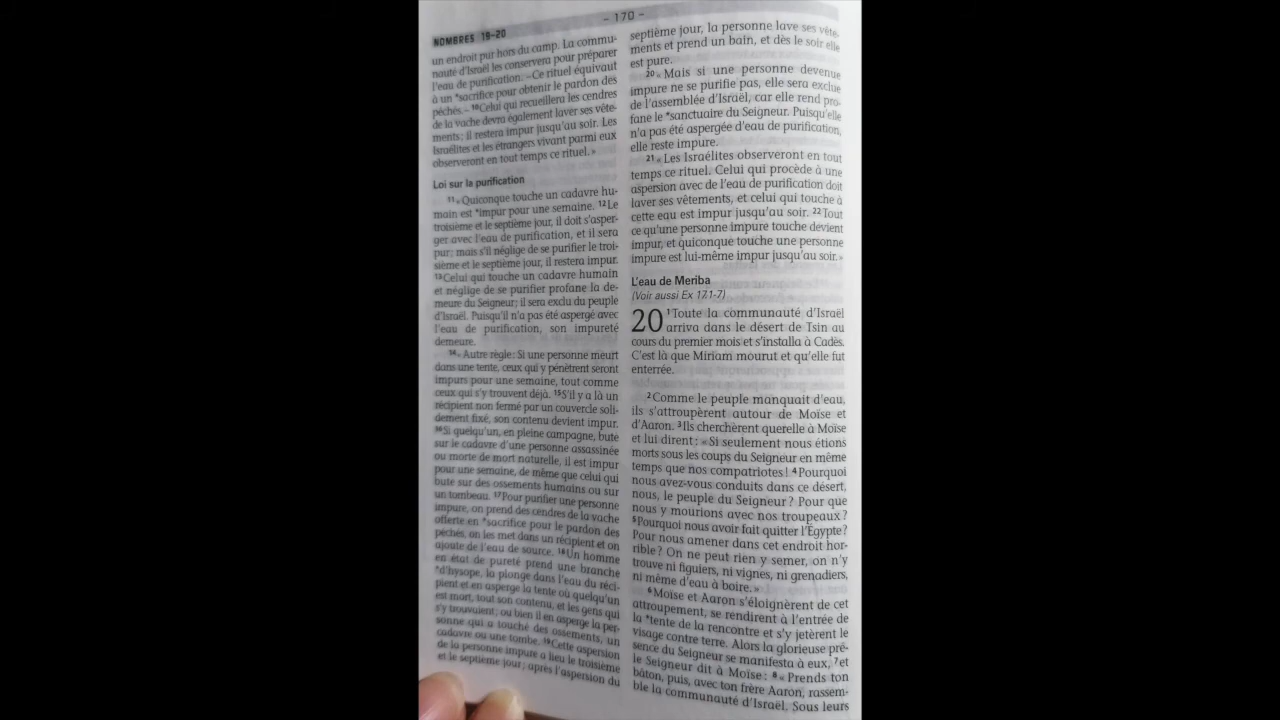 – 170 –
NOMBRES 19–20
un endroit pur hors du camp. La commu-
nauté d'Israël les conservera pour préparer
l'eau de purification. –Ce rituel équivaut
à un *sacrifice pour obtenir le pardon des
péchés.– 10Celui qui recueillera les cendres
de la vache devra également laver ses vête-
ments; il restera impur jusqu'au soir. Les
Israélites et les étrangers vivant parmi eux
observeront en tout temps ce rituel.»
Loi sur la purification
11«Quiconque touche un cadavre hu-
main est *impur pour une semaine. 12Le
troisième et le septième jour, il doit s'asper-
ger avec l'eau de purification, et il sera
pur; mais s'il néglige de se purifier le troi-
sième et le septième jour, il restera impur.
13Celui qui touche un cadavre humain
et néglige de se purifier profane la de-
meure du Seigneur; il sera exclu du peuple
d'Israël. Puisqu'il n'a pas été aspergé avec
l'eau de purification, son impureté
demeure.
14«Autre règle: Si une personne meurt
dans une tente, ceux qui y pénètrent seront
impurs pour une semaine, tout comme
ceux qui s'y trouvent déjà. 15S'il y a là un
récipient non fermé par un couvercle soli-
dement fixé, son contenu devient impur.
16Si quelqu'un, en pleine campagne, bute
sur le cadavre d'une personne assassinée
ou morte de mort naturelle, il est impur
pour une semaine, de même que celui qui
bute sur des ossements humains ou sur
un tombeau. 17Pour purifier une personne
impure, on prend des cendres de la vache
offerte en *sacrifice pour le pardon des
péchés, on les met dans un récipient et on
ajoute de l'eau de source. 18Un homme
en état de pureté prend une branche
*d'hysope, la plonge dans l'eau du réci-
pient et en asperge la tente où quelqu'un
est mort, tout son contenu, et les gens qui
s'y trouvaient; ou bien il en asperge la per-
sonne qui a touché des ossements, un
cadavre ou une tombe. 19Cette aspersion
de la personne impure a lieu le troisième
et le septième jour; après l'aspersion du
septième jour, la personne lave ses vête-
ments et prend un bain, et dès le soir elle
est pure.
20«Mais si une personne devenue
impure ne se purifie pas, elle sera exclue
de l'assemblée d'Israël, car elle rend pro-
fane le *sanctuaire du Seigneur. Puisqu'elle
n'a pas été aspergée d'eau de purification,
elle reste impure.
21«Les Israélites observeront en tout
temps ce rituel. Celui qui procède à une
aspersion avec de l'eau de purification doit
laver ses vêtements, et celui qui touche à
cette eau est impur jusqu'au soir. 22Tout
ce qu'une personne impure touche devient
impur, et quiconque touche une personne
impure est lui-même impur jusqu'au soir.»
L'eau de Meriba
(Voir aussi Ex 17.1-7)
20 1Toute la communauté d'Israël
arriva dans le désert de Tsin au
cours du premier mois et s'installa à Cadès.
C'est là que Miriam mourut et qu'elle fut
enterrée.
2Comme le peuple manquait d'eau,
ils s'attroupèrent autour de Moïse et
d'Aaron. 3Ils cherchèrent querelle à Moïse
et lui dirent: «Si seulement nous étions
morts sous les coups du Seigneur en même
temps que nos compatriotes! 4Pourquoi
nous avez-vous conduits dans ce désert,
nous, le peuple du Seigneur? Pour que
nous y mourions avec nos troupeaux?
5Pourquoi nous avoir fait quitter l'Égypte?
Pour nous amener dans cet endroit hor-
rible? On ne peut rien y semer, on n'y
trouve ni figuiers, ni vignes, ni grenadiers,
ni même d'eau à boire.»
6Moïse et Aaron s'éloignèrent de cet
attroupement, se rendirent à l'entrée de
la *tente de la rencontre et s'y jetèrent le
visage contre terre. Alors la glorieuse pré-
sence du Seigneur se manifesta à eux, 7et
le Seigneur dit à Moïse: 8«Prends ton
bâton, puis, avec ton frère Aaron, rassem-
ble la communauté d'Israël. Sous leurs